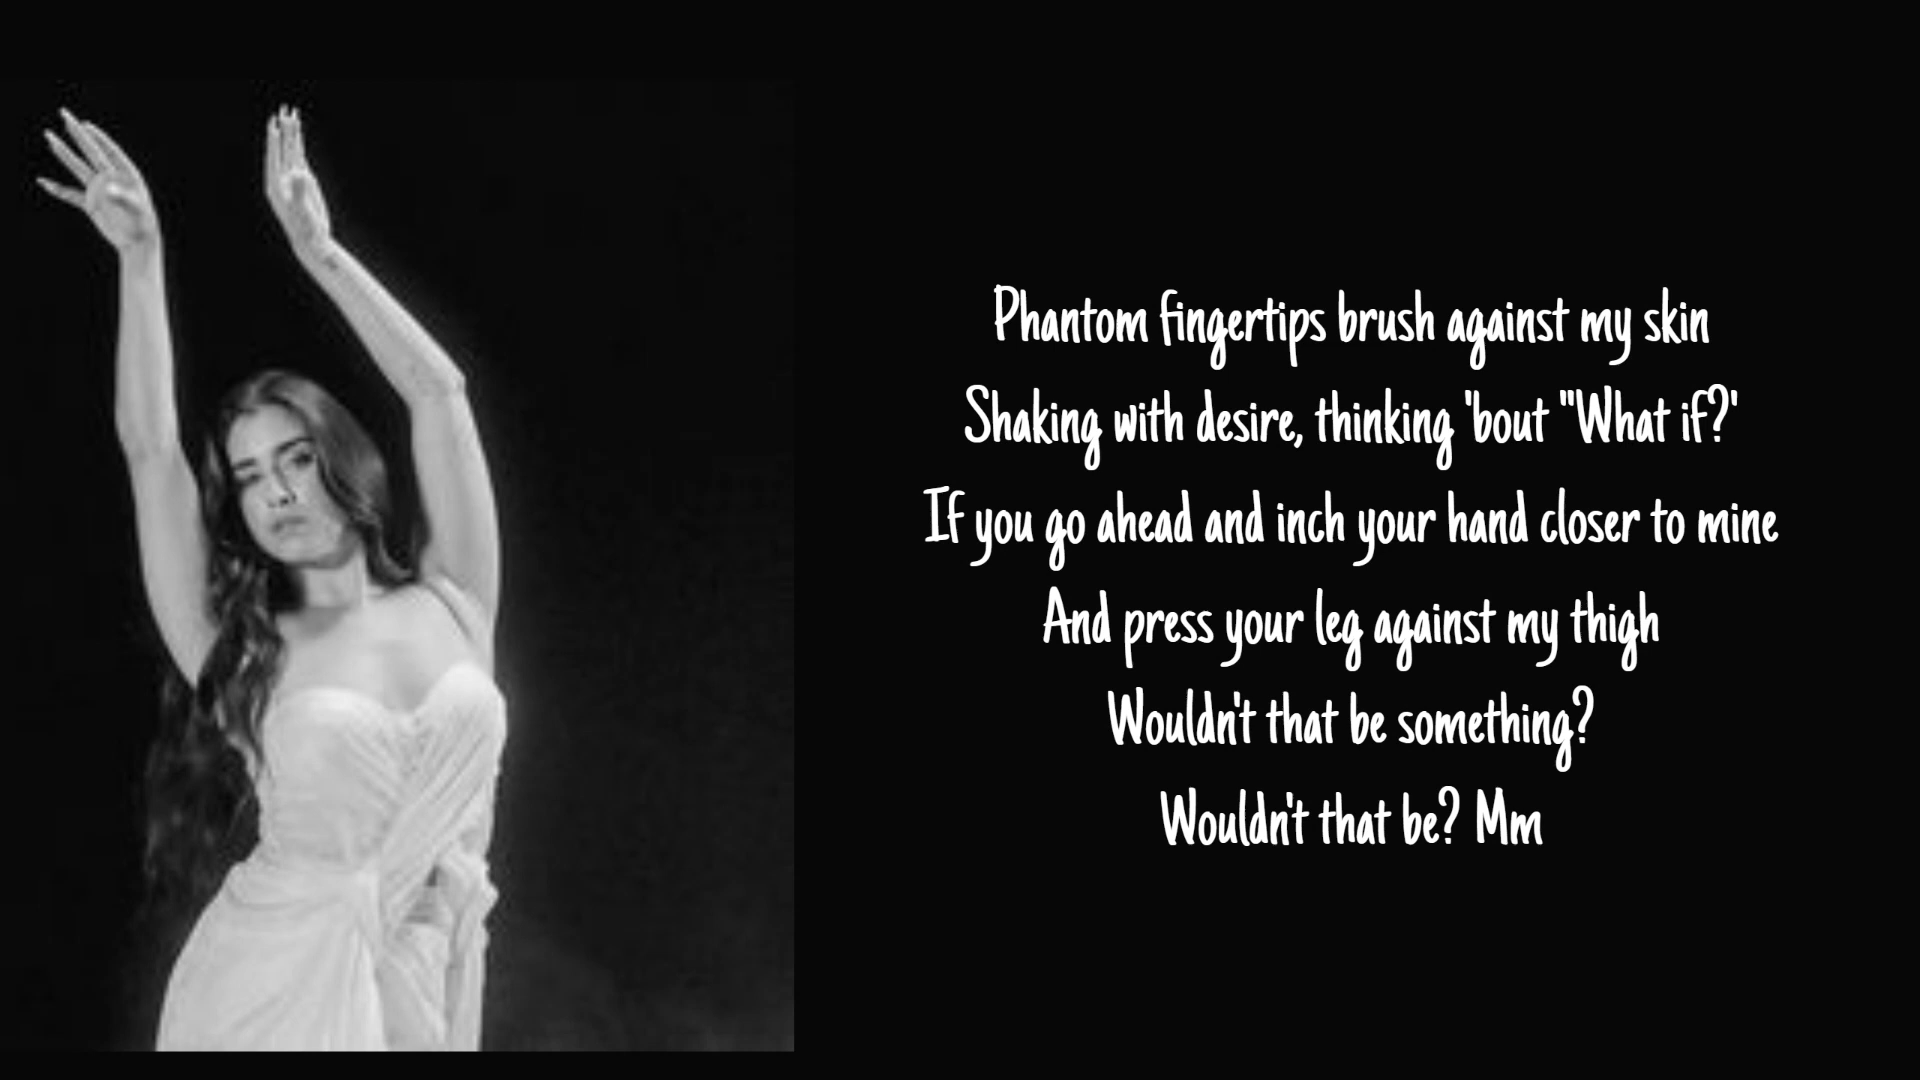 Phantom fingertips brush against my skin
Shaking with desire, thinking 'bout "What if?'
If you go ahead and inch your hand closer to mine
And press your leg against my thigh
Wouldn't that be something?
Wouldn't that be? Mm